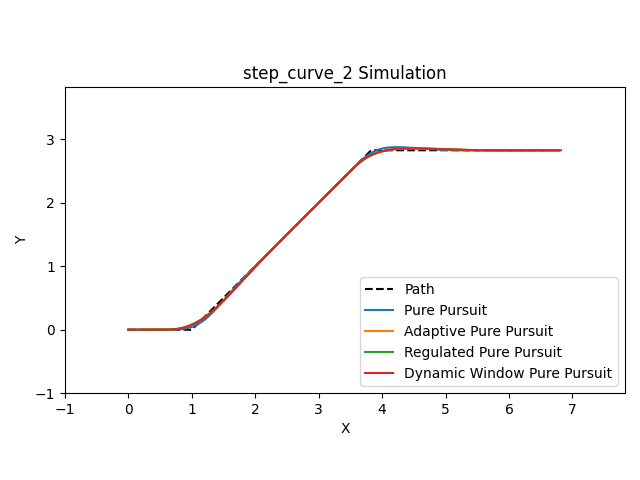 step_curve_2 Simulation
Y
3
2
1
0
−1
Path
Pure Pursuit
Adaptive Pure Pursuit
Regulated Pure Pursuit
Dynamic Window Pure Pursuit
−1 0 1 2 3 4 5 6 7
X